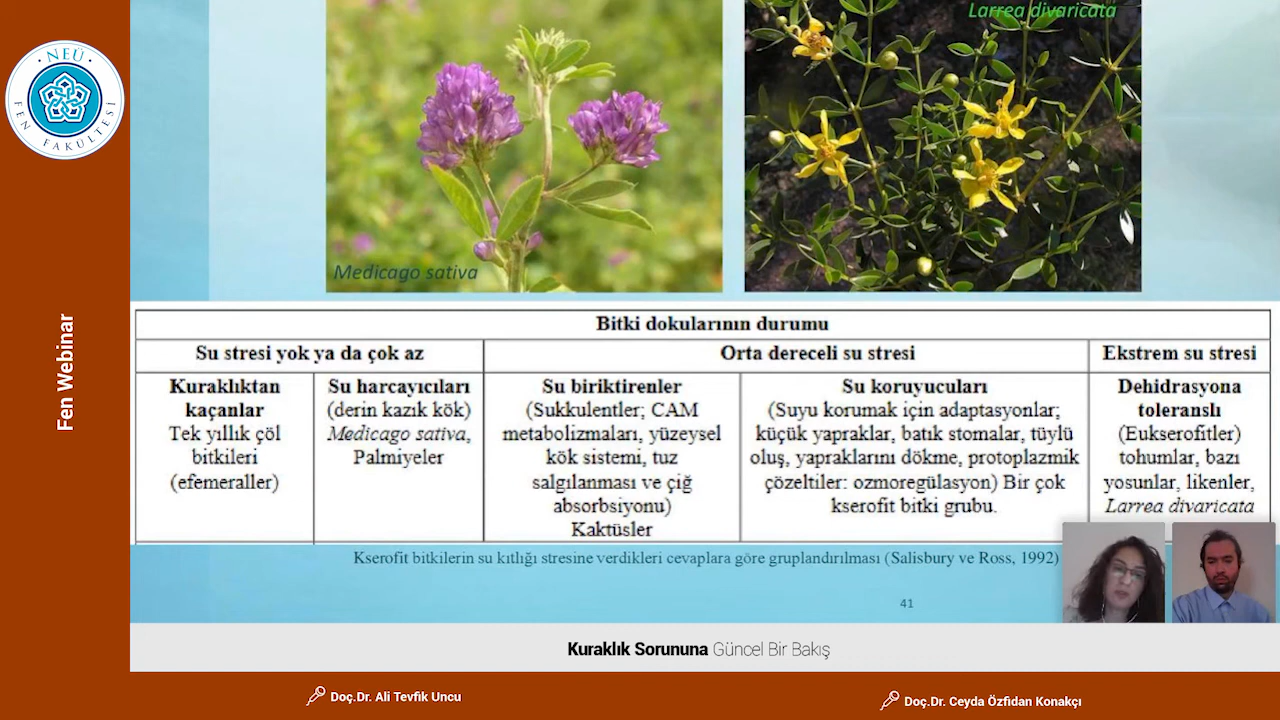 · NEÜ ·
FEN FAKÜLTESİ
Fen Webinar
Medicago sativa
Larrea divaricata
Bitki dokularının durumu
Su stresi yok ya da çok az
Orta dereceli su stresi
Ekstrem su stresi
Kuraklıktan
kaçanlar
Tek yıllık çöl
bitkileri
(efemeraller)
Su harcayıcıları
(derin kazık kök)
Medicago sativa,
Palmiyeler
Su biriktirenler
(Sukkulentler; CAM
metabolizmaları, yüzeysel
kök sistemi, tuz
salgılanması ve çiğ
absorbsiyonu)
Kaktüsler
Su koruyucuları
(Suyu korumak için adaptasyonlar;
küçük yapraklar, batık stomalar, tüylü
oluş, yapraklarını dökme, protoplazmik
çözeltiler: ozmoregülasyon) Bir çok
kserofit bitki grubu.
Dehidrasyona
toleranslı
(Eukserofitler)
tohumlar, bazı
yosunlar, likenler,
Larrea divaricata
Kserofit bitkilerin su kıtlığı stresine verdikleri cevaplara göre gruplandırılması (Salisbury ve Ross, 1992)
41
Kuraklık Sorununa Güncel Bir Bakış
Doç.Dr. Ali Tevfik Uncu
Doç.Dr. Ceyda Özfidan Konakçı